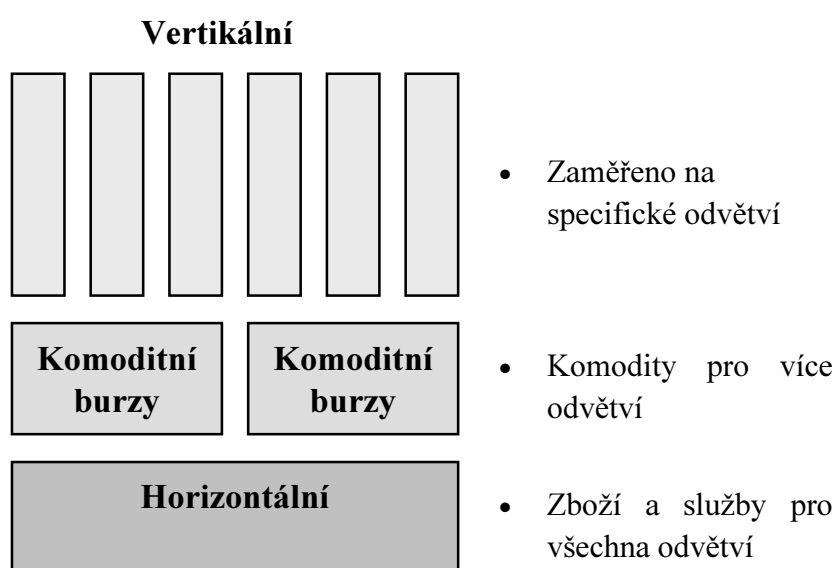 Vertikální
• Zaměřeno na
specifické odvětví
Komoditní
burzy
Komoditní
burzy
• Komodity pro více
odvětví
Horizontální
• Zboží a služby pro
všechna odvětví